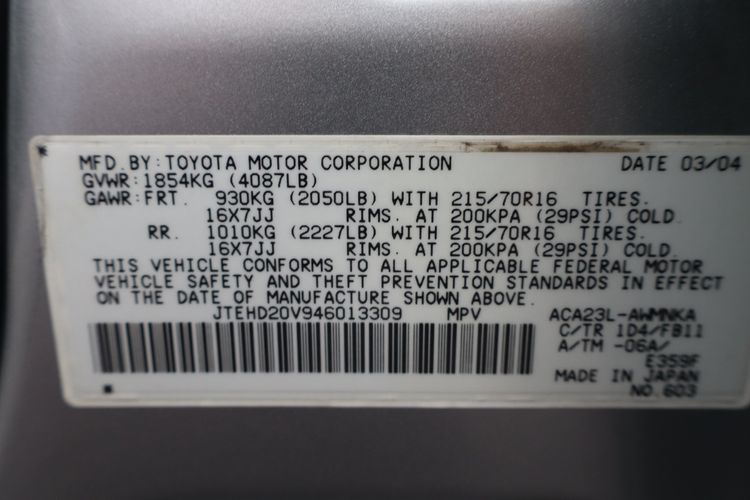 MFD.BY:TOYOTA MOTOR CORPORATION DATE 03/04
GVWR:1854KG (4087LB)
GAWR:FRT. 930KG (2050LB) WITH 215/70R16 TIRES.
16X7JJ RIMS. AT 200KPA (29PSI) COLD.
RR. 1010KG (2227LB) WITH 215/70R16 TIRES.
16X7JJ RIMS. AT 200KPA (29PSI) COLD.
THIS VEHICLE CONFORMS TO ALL APPLICABLE FEDERAL MOTOR
VEHICLE SAFETY AND THEFT PREVENTION STANDARDS IN EFFECT
ON THE DATE OF MANUFACTURE SHOWN ABOVE.
JTEHD20V946013309 MPV ACA23L-AWMNKA
C/TR 1D4/FB11
A/TM -06A/
E359F
MADE IN JAPAN
NO.603